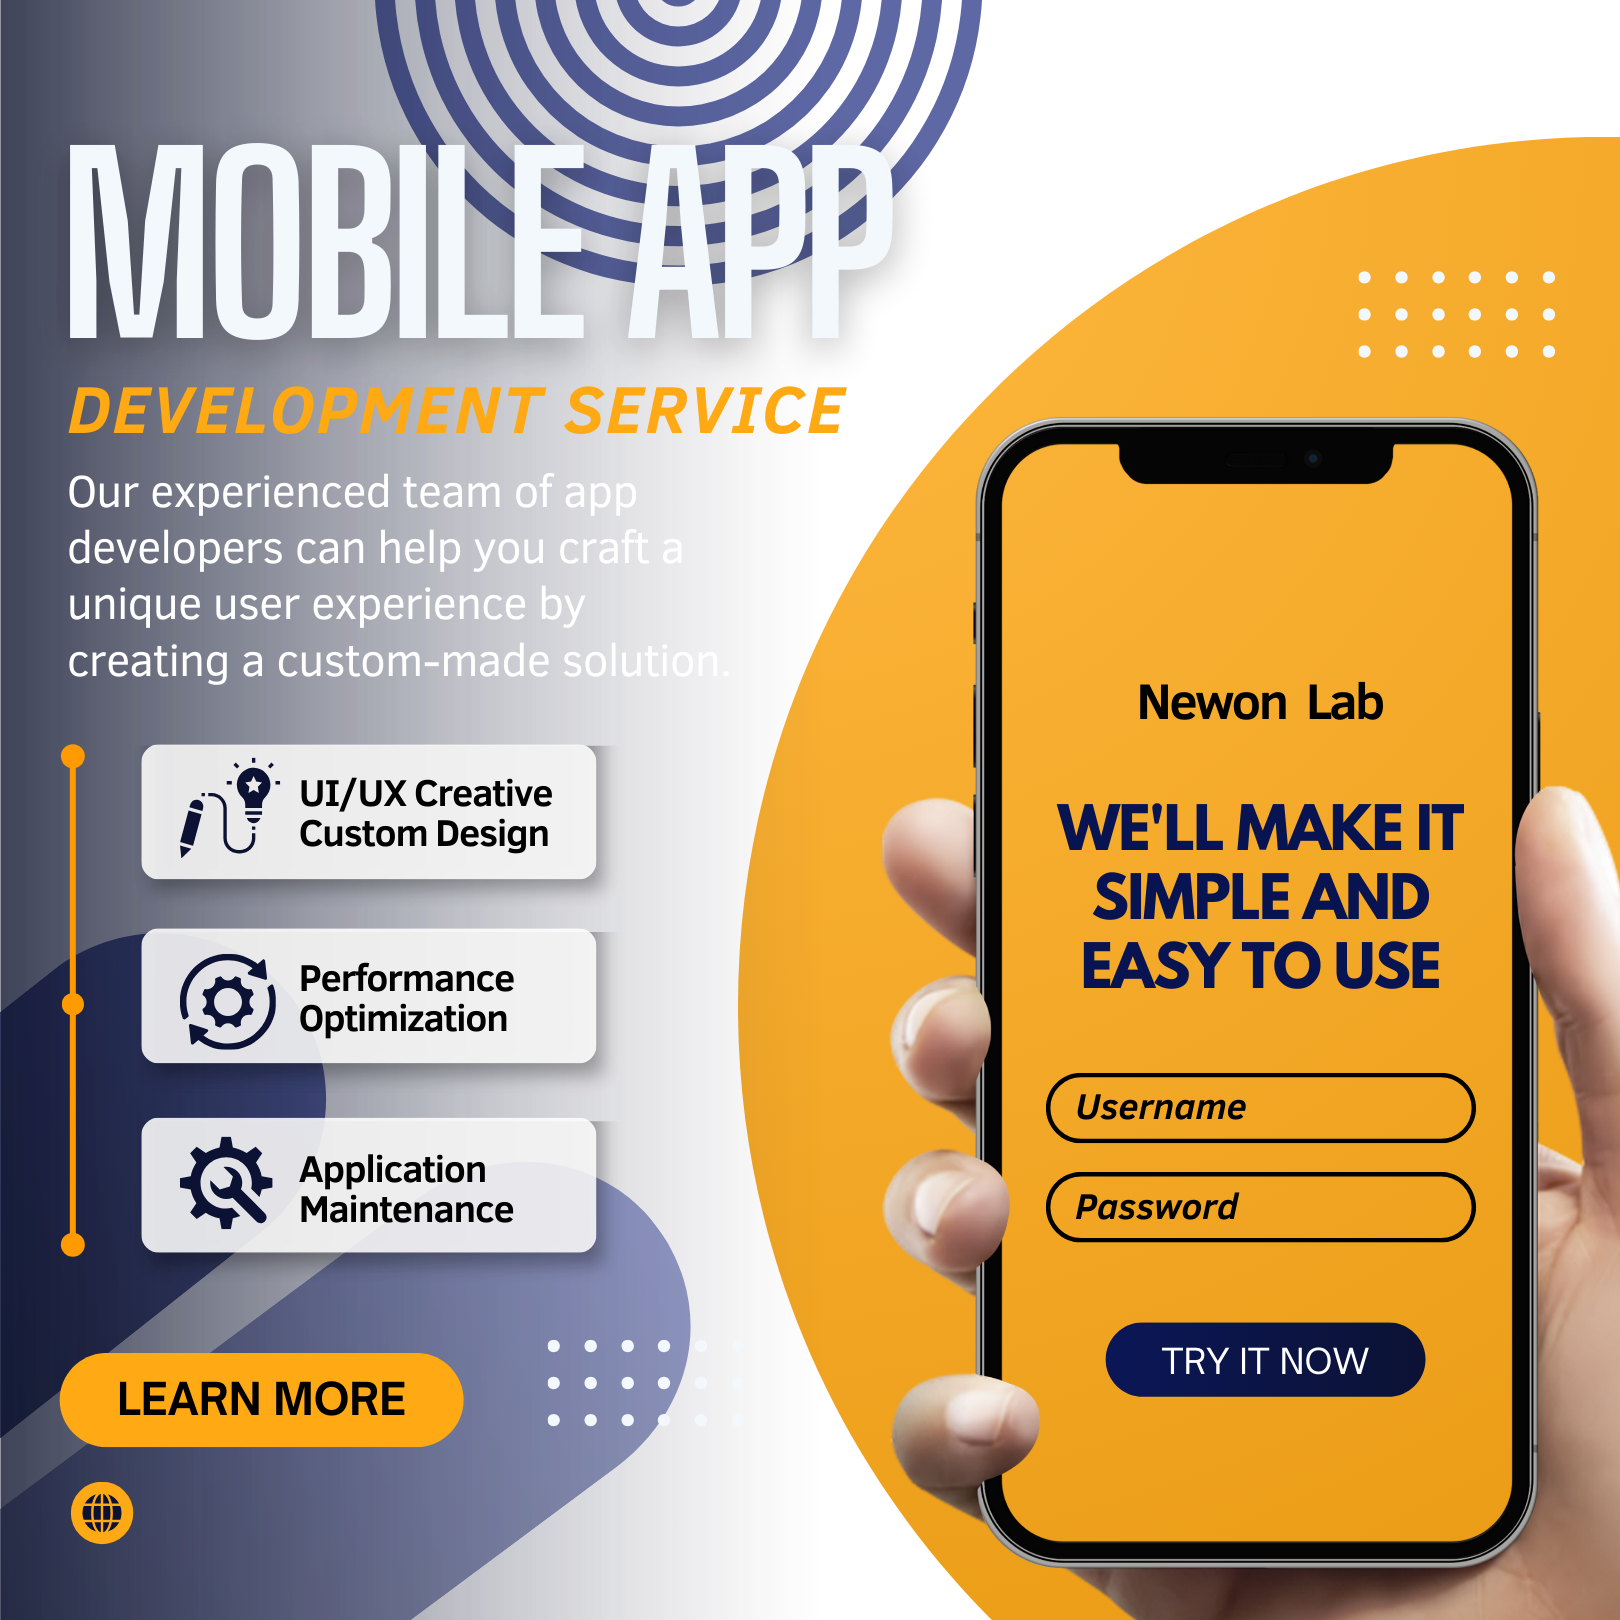 MOBILE APP
DEVELOPMENT SERVICE
Our experienced team of app
developers can help you craft a
unique user experience by
creating a custom-made solution.
UI/UX Creative
Custom Design
Performance
Optimization
Application
Maintenance
LEARN MORE
Newon Lab
WE'LL MAKE IT
SIMPLE AND
EASY TO USE
Username
Password
TRY IT NOW